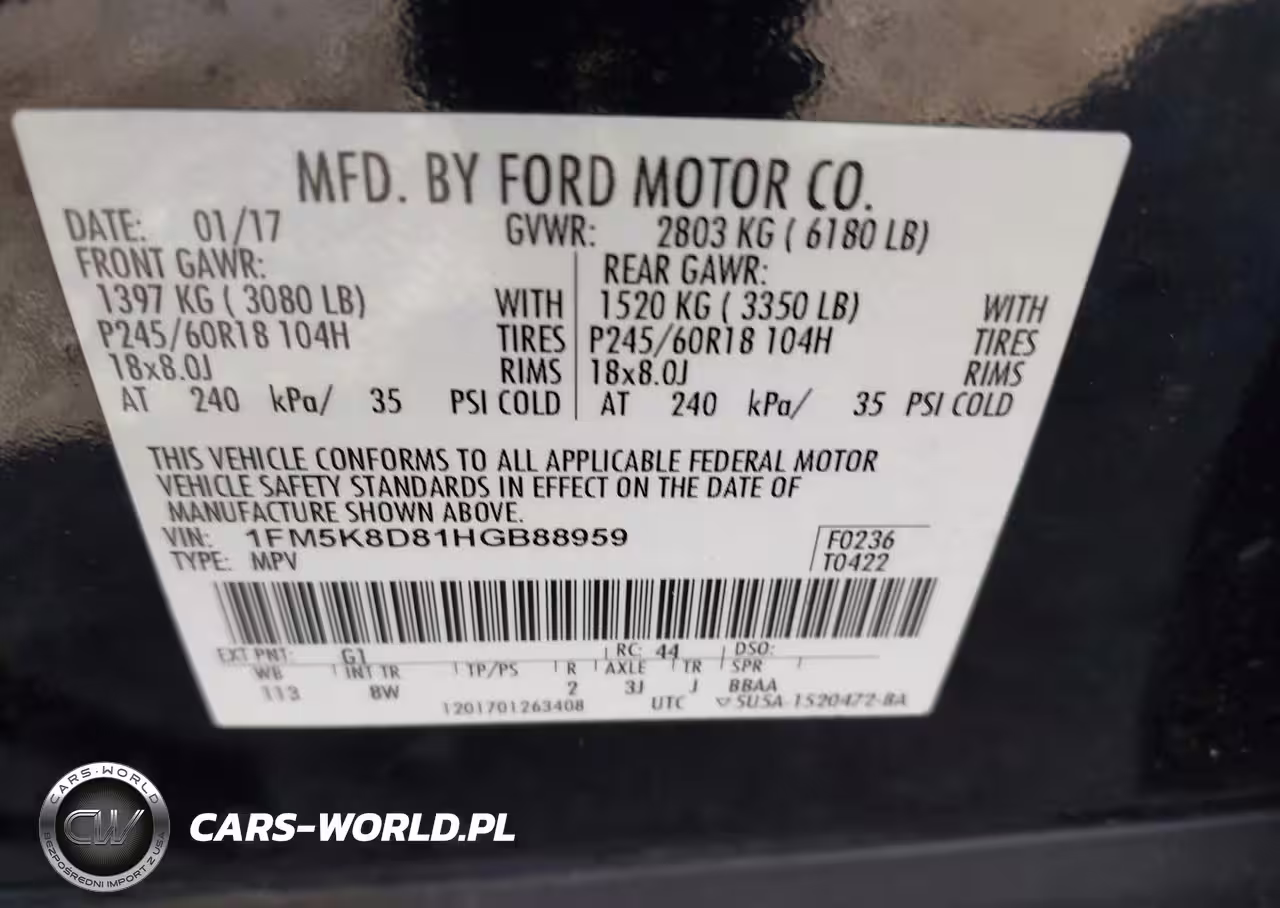 MFD. BY FORD MOTOR CO.
DATE: 01/17 GVWR: 2803 KG ( 6180 LB)
FRONT GAWR: REAR GAWR:
1397 KG ( 3080 LB) WITH 1520 KG ( 3350 LB) WITH
P245/60R18 104H TIRES P245/60R18 104H TIRES
18x8.0J RIMS 18x8.0J RIMS
AT 240 kPa/ 35 PSI COLD AT 240 kPa/ 35 PSI COLD
THIS VEHICLE CONFORMS TO ALL APPLICABLE FEDERAL MOTOR
VEHICLE SAFETY STANDARDS IN EFFECT ON THE DATE OF
MANUFACTURE SHOWN ABOVE.
VIN: 1FM5K8D81HGB88959 F0236
TYPE: MPV T0422
EXT PNT: G1 RC: 44 DSO:
WB INT TR TP/PS R AXLE TR SPR
113 8W 2 3J J BBAA
1201701263408 UTC ▽ SUSA-1520472-BA
CARS-WORLD
CW
BEZPOŚREDNI IMPORT Z USA
CARS-WORLD.PL